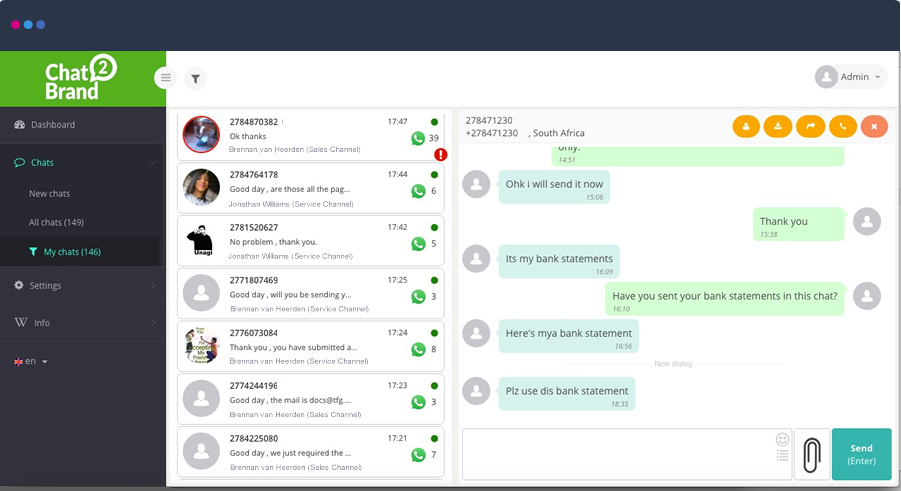 Chat 2
Brand
Admin
Dashboard
Chats
New chats
All chats (149)
My chats (146)
Settings
W Info
en
2784870382
17:47
Ok thanks
39
Brennan van Heerden (Sales Channel)
2784764178
17:44
Good day , are those all the pag...
6
Jonathan Williams (Service Channel)
Unagi
2781520627
17:42
No problem , thank you.
5
Jonathan Williams (Service Channel)
2771807469
17:25
Good day , will you be sending y...
3
Brennan van Heerden (Service Channel)
2776073084
17:24
Thank you , you have submitted a...
8
Brennan van Heerden (Service Channel)
2774244196
17:23
Good day , the mail is docs@tfg....
3
Brennan van Heerden (Sales Channel)
2784225080
17:21
Good day , we just required the ...
7
Brennan van Heerden (Sales Channel)
278471230
+278471230 , South Africa
only.
14:51
Ohk i will send it now
15:06
Thank you
15:38
Its my bank statements
16:09
Have you sent your bank statements in this chat?
16:10
Here's mya bank statement
16:56
New dialog
Plz use dis bank statement
18:35
Send
(Enter)